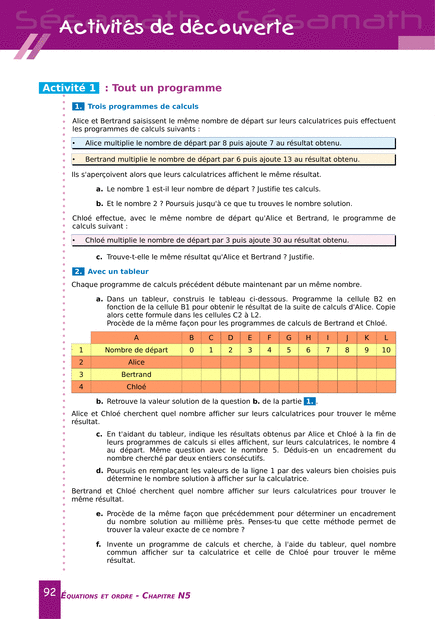 Sésamath - Sésamath
Activités de découverte
Activité 1 : Tout un programme
1. Trois programmes de calculs
Alice et Bertrand saisissent le même nombre de départ sur leurs calculatrices puis effectuent
les programmes de calculs suivants :
• Alice multiplie le nombre de départ par 8 puis ajoute 7 au résultat obtenu.
• Bertrand multiplie le nombre de départ par 6 puis ajoute 13 au résultat obtenu.
Ils s'aperçoivent alors que leurs calculatrices affichent le même résultat.
a. Le nombre 1 est-il leur nombre de départ ? Justifie tes calculs.
b. Et le nombre 2 ? Poursuis jusqu'à ce que tu trouves le nombre solution.
Chloé effectue, avec le même nombre de départ qu'Alice et Bertrand, le programme de
calculs suivant :
• Chloé multiplie le nombre de départ par 3 puis ajoute 30 au résultat obtenu.
c. Trouve-t-elle le même résultat qu'Alice et Bertrand ? Justifie.
2. Avec un tableur
Chaque programme de calculs précédent débute maintenant par un même nombre.
a. Dans un tableur, construis le tableau ci-dessous. Programme la cellule B2 en
fonction de la cellule B1 pour obtenir le résultat de la suite de calculs d'Alice. Copie
alors cette formule dans les cellules C2 à L2.
Procède de la même façon pour les programmes de calculs de Bertrand et Chloé.
A B C D E F G H I J K L
1 Nombre de départ 0 1 2 3 4 5 6 7 8 9 10
2 Alice
3 Bertrand
4 Chloé
b. Retrouve la valeur solution de la question b. de la partie 1. .
Alice et Chloé cherchent quel nombre afficher sur leurs calculatrices pour trouver le même
résultat.
c. En t'aidant du tableur, indique les résultats obtenus par Alice et Chloé à la fin de
leurs programmes de calculs si elles affichent, sur leurs calculatrices, le nombre 4
au départ. Même question avec le nombre 5. Déduis-en un encadrement du
nombre cherché par deux entiers consécutifs.
d. Poursuis en remplaçant les valeurs de la ligne 1 par des valeurs bien choisies puis
détermine le nombre solution à afficher sur la calculatrice.
Bertrand et Chloé cherchent quel nombre afficher sur leurs calculatrices pour trouver le
même résultat.
e. Procède de la même façon que précédemment pour déterminer un encadrement
du nombre solution au millième près. Penses-tu que cette méthode permet de
trouver la valeur exacte de ce nombre ?
f. Invente un programme de calculs et cherche, à l'aide du tableur, quel nombre
commun afficher sur ta calculatrice et celle de Chloé pour trouver le même
résultat.
92 ÉQUATIONS ET ORDRE - CHAPITRE N5